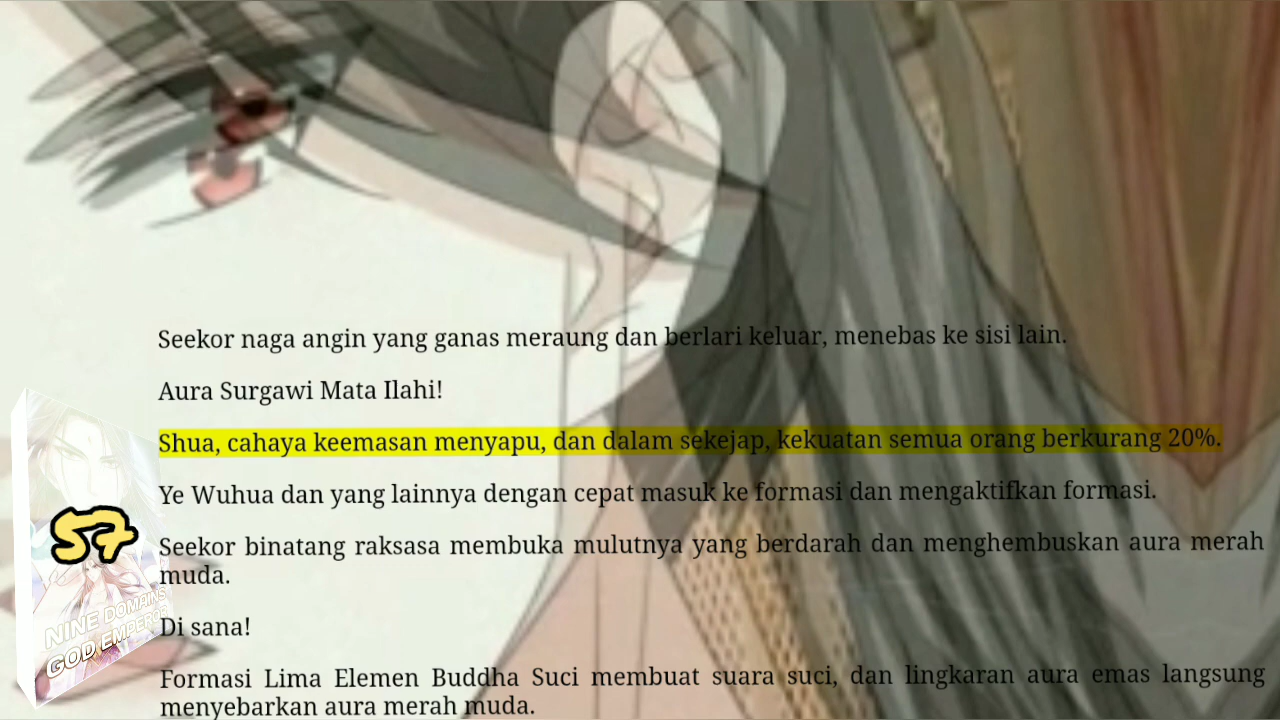 Seekor naga angin yang ganas meraung dan berlari keluar, menebas ke sisi lain.
Aura Surgawi Mata Ilahi!
Shua, cahaya keemasan menyapu, dan dalam sekejap, kekuatan semua orang berkurang 20%.
Ye Wuhua dan yang lainnya dengan cepat masuk ke formasi dan mengaktifkan formasi.
Seekor binatang raksasa membuka mulutnya yang berdarah dan menghembuskan aura merah
muda.
Di sana!
Formasi Lima Elemen Buddha Suci membuat suara suci, dan lingkaran aura emas langsung
menyebarkan aura merah muda.
57
NINE DOMAINS
GOD EMPEROR